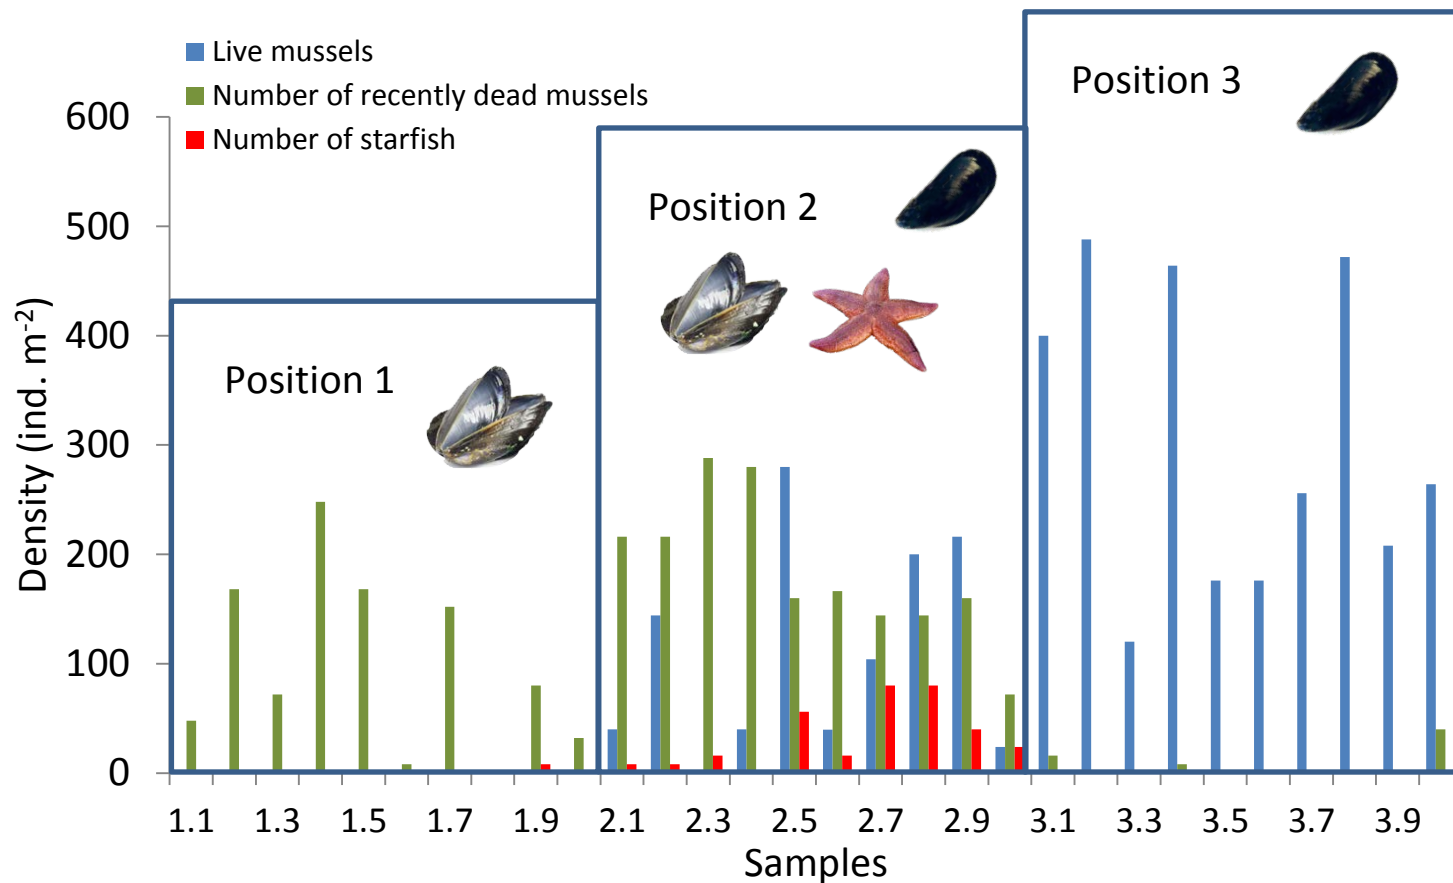 Live mussels
Number of recently dead mussels
Number of starfish
Position 1
Position 2
Position 3
Density (ind. m⁻²)
600
500
400
300
200
100
0
1.1 1.3 1.5 1.7 1.9 2.1 2.3 2.5 2.7 2.9 3.1 3.3 3.5 3.7 3.9
Samples